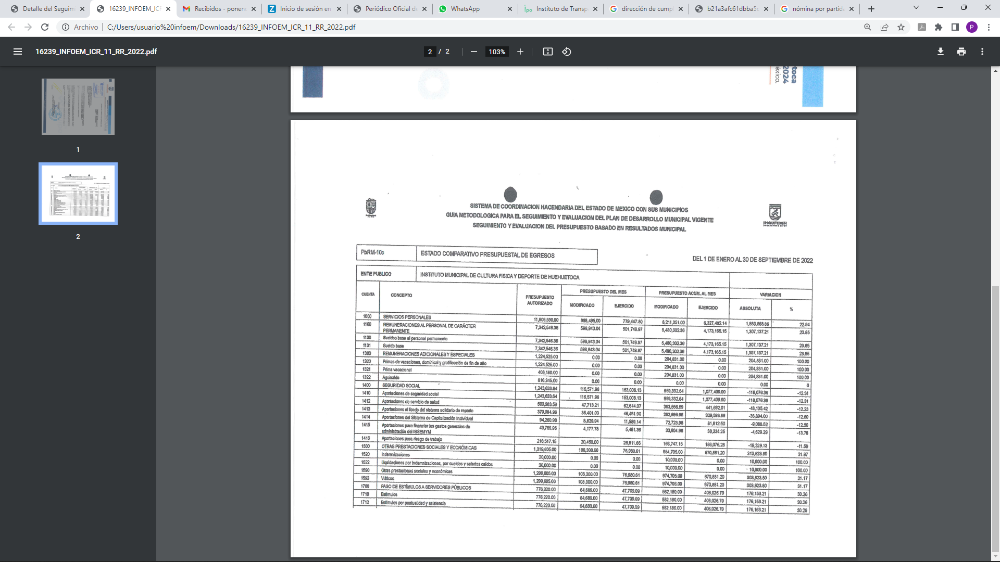 Detalle del Seguim
16239_INFOEM_ICR
Recibidos - ponenc
Inicio de sesión en
Periódico Oficial de
WhatsApp
Instituto de Transp
dirección de cumpl
b21a3afc61dbba5c
nómina por partida
Archivo C:/Users/usuario%20infoem/Downloads/16239_INFOEM_ICR_11_RR_2022.pdf
P
16239_INFOEM_ICR_11_RR_2022.pdf
2 / 2
103%
1
2
toca
2024
éxico.
SISTEMA DE COORDINACION HACENDARIA DEL ESTADO DE MEXICO CON SUS MUNICIPIOS
GUIA METODOLOGICA PARA EL SEGUIMIENTO Y EVALUACION DEL PLAN DE DESARROLLO MUNICIPAL VIGENTE
SEGUIMIENTO Y EVALUACION DEL PRESUPUESTO BASADO EN RESULTADOS MUNICIPAL
IMCUFIDEH
PbRM-10c ESTADO COMPARATIVO PRESUPUESTAL DE EGRESOS
DEL 1 DE ENERO AL 30 DE SEPTIEMBRE DE 2022
ENTE PUBLICO INSTITUTO MUNICIPAL DE CULTURA FISICA Y DEPORTE DE HUEHUETOCA
CUENTA CONCEPTO PRESUPUESTO AUTORIZADO PRESUPUESTO DEL MES PRESUPUESTO ACUM. AL MES VARIACION
MODIFICADO EJERCIDO MODIFICADO EJERCIDO ABSOLUTA %
1000 SERVICIOS PERSONALES 11,906,530.00 888,495.00 779,447.80 8,211,351.00 6,327,482.14 1,883,868.86 22.94
1100 REMUNERACIONES AL PERSONAL DE CARÁCTER 7,342,546.36 598,943.04 501,749.97 5,480,302.36 4,173,165.15 1,307,137.21 23.85
PERMANENTE
1130 Sueldos base al personal permanente 7,342,546.36 598,943.04 501,749.97 5,480,302.36 4,173,165.15 1,307,137.21 23.85
1131 Sueldo base 7,342,546.36 598,943.04 501,749.97 5,480,302.36 4,173,165.15 1,307,137.21 23.85
1300 REMUNERACIONES ADICIONALES Y ESPECIALES 1,224,525.00 0.00 0.00 204,831.00 0.00 204,831.00 100.00
1320 Primas de vacaciones, dominical y gratificación de fin de año 1,224,525.00 0.00 0.00 204,831.00 0.00 204,831.00 100.00
1321 Prima vacacional 408,180.00 0.00 0.00 204,831.00 0.00 204,831.00 100.00
1322 Aguinaldo 816,345.00 0.00 0.00 0.00 0.00 0.00 0
1400 SEGURIDAD SOCIAL 1,243,633.64 116,571.96 153,008.13 959,332.64 1,077,409.00 -118,076.36 -12.31
1410 Aportaciones de seguridad social 1,243,633.64 116,571.96 153,008.13 959,332.64 1,077,409.00 -118,076.36 -12.31
1412 Aportaciones de servicio de salud 509,983.59 47,713.21 62,644.07 393,556.59 441,692.01 -48,135.42 -12.23
1413 Aportaciones al fondo del sistema solidario de reparto 379,084.96 35,401.03 46,481.90 292,699.96 329,593.96 -36,894.00 -12.60
1414 Aportaciones del Sistema de Capitalización Individual 94,260.98 8,829.94 11,589.14 72,723.98 81,812.50 -9,088.52 -12.50
1415 Aportaciones para financiar los gastos generales de 43,786.96 4,177.78 5,481.36 33,604.96 38,234.25 -4,629.29 -13.78
administración del ISSEMYM
1416 Aportaciones para riesgo de trabajo 216,517.15 20,450.00 26,811.66 166,747.15 186,076.28 -19,329.13 -11.59
1500 OTRAS PRESTACIONES SOCIALES Y ECONÓMICAS 1,319,605.00 108,300.00 76,980.61 984,705.00 670,881.20 313,823.80 31.87
1520 Indemnizaciones 20,000.00 0.00 0.00 10,000.00 0.00 10,000.00 100.00
1522 Liquidaciones por indemnizaciones, por sueldos y salarios caídos 20,000.00 0.00 0.00 10,000.00 0.00 10,000.00 100.00
1590 Otras prestaciones sociales y económicas 1,299,605.00 108,300.00 76,980.61 974,705.00 670,881.20 303,823.80 31.17
1593 Viáticos 1,299,605.00 108,300.00 76,980.61 974,705.00 670,881.20 303,823.80 31.17
1700 PAGO DE ESTÍMULOS A SERVIDORES PÚBLICOS 776,220.00 64,680.00 47,709.09 582,180.00 406,026.79 176,153.21 30.26
1710 Estímulos 776,220.00 64,680.00 47,709.09 582,180.00 406,026.79 176,153.21 30.26
1712 Estímulos por puntualidad y asistencia 776,220.00 64,680.00 47,709.09 582,180.00 406,026.79 176,153.21 30.26